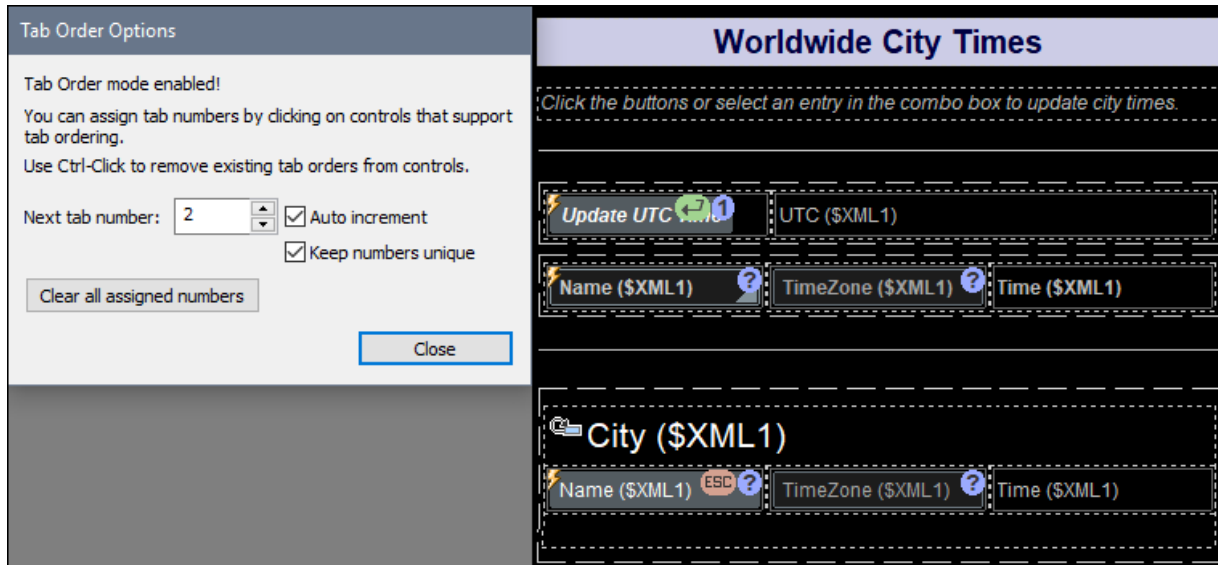 Tab Order Options
Tab Order mode enabled!
You can assign tab numbers by clicking on controls that support
tab ordering.
Use Ctrl-Click to remove existing tab orders from controls.
Next tab number: 2 Auto increment
Keep numbers unique
Clear all assigned numbers
Close
Worldwide City Times
Click the buttons or select an entry in the combo box to update city times.
Update UTC Time 1 UTC ($XML1)
Name ($XML1) ? TimeZone ($XML1) ? Time ($XML1)
City ($XML1)
Name ($XML1) ESC ? TimeZone ($XML1) ? Time ($XML1)